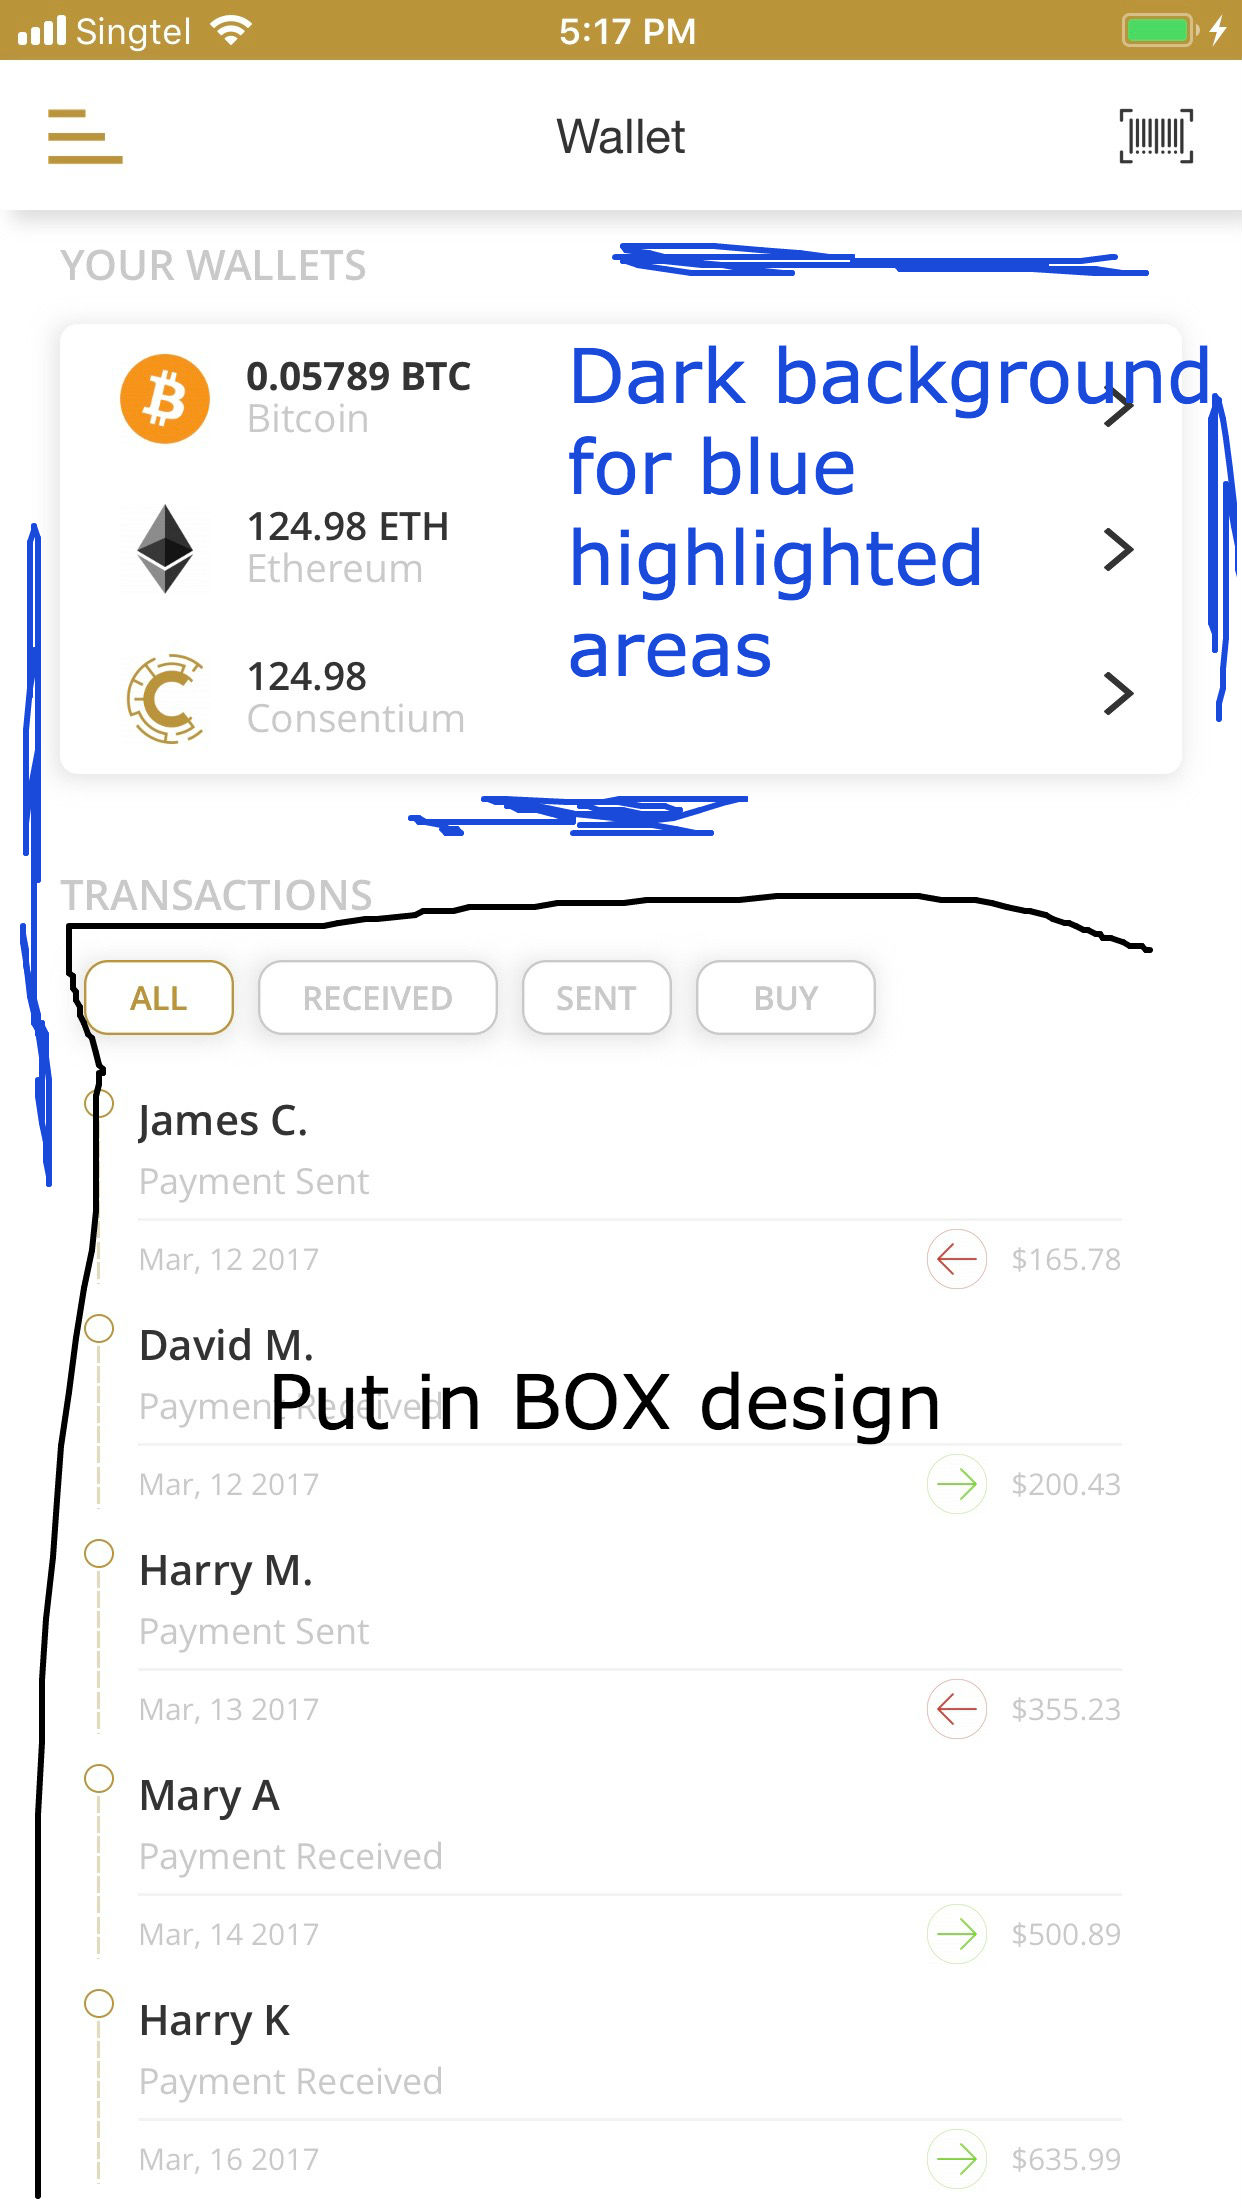 Singtel 5:17 PM
Wallet
YOUR WALLETS
0.05789 BTC
Bitcoin
124.98 ETH
Ethereum
124.98
Consentium
Dark background
for blue
highlighted
areas
TRANSACTIONS
ALL RECEIVED SENT BUY
James C.
Payment Sent
Mar, 12 2017 $165.78
David M.
Payment Received
Put in BOX design
Mar, 12 2017 $200.43
Harry M.
Payment Sent
Mar, 13 2017 $355.23
Mary A
Payment Received
Mar, 14 2017 $500.89
Harry K
Payment Received
Mar, 16 2017 $635.99